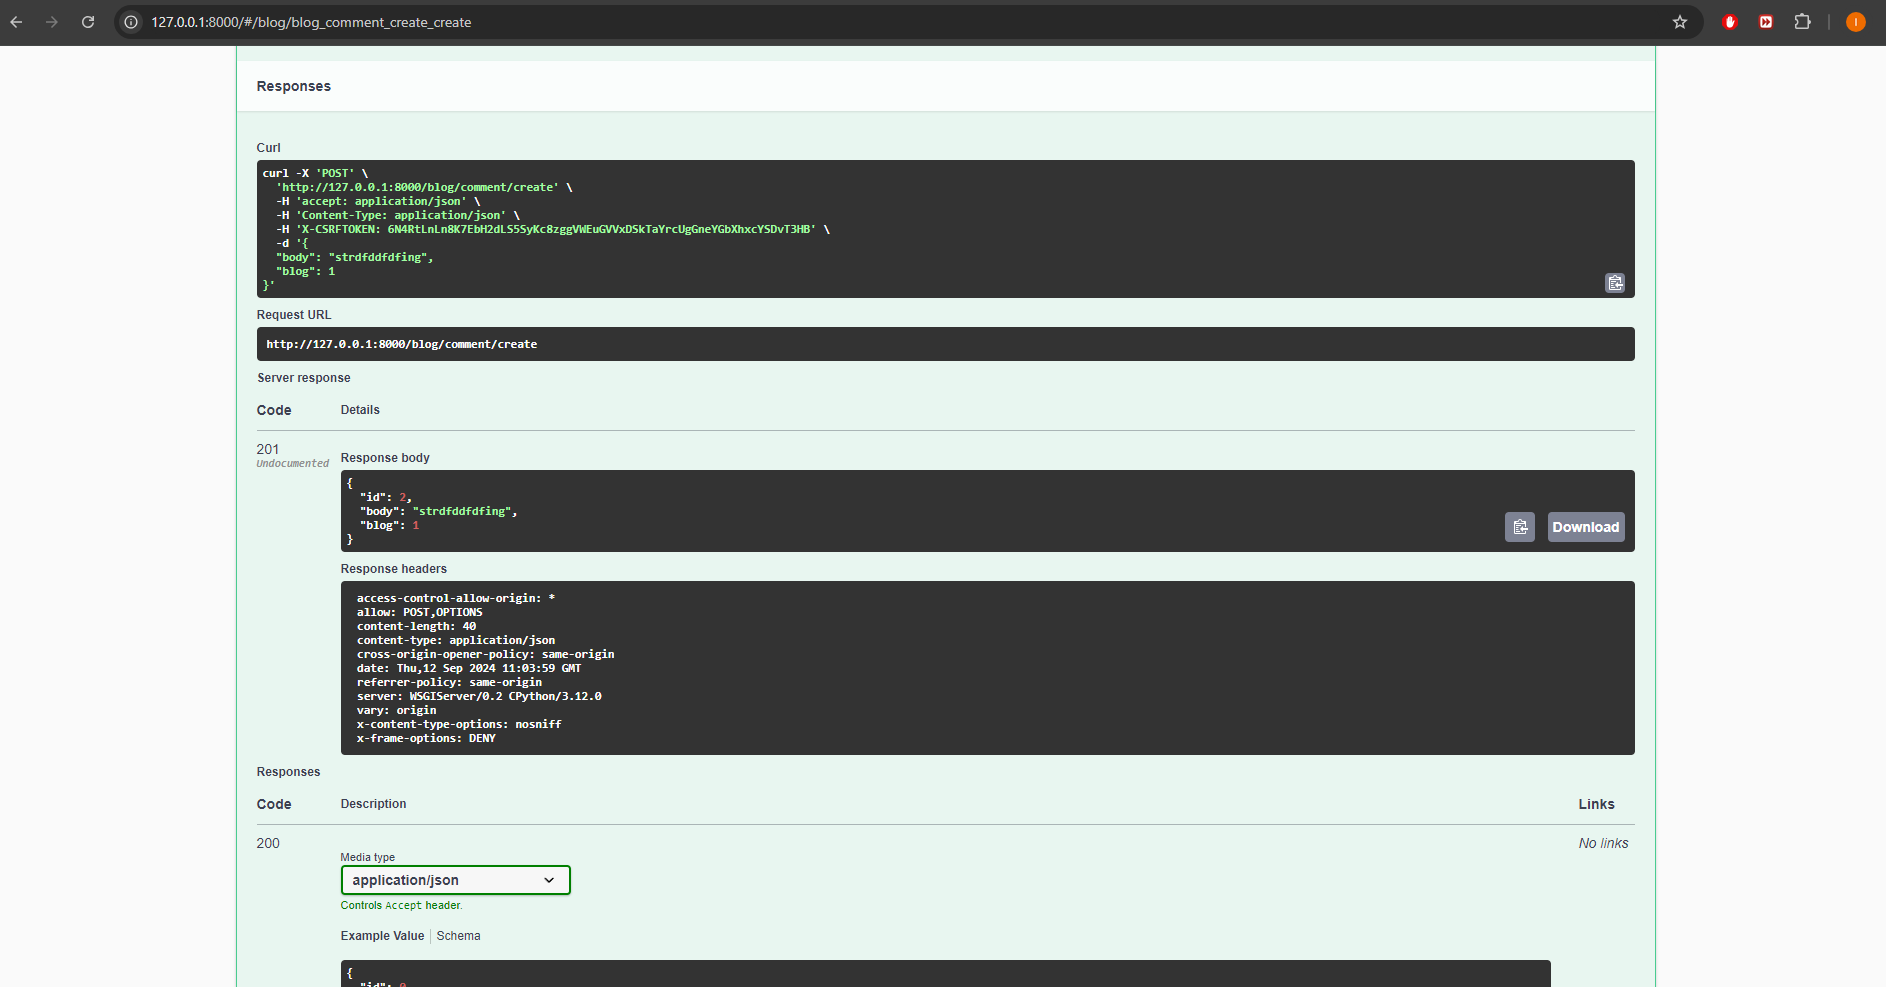 127.0.0.1:8000/#/blog/blog_comment_create_create
I
Responses
Curl
curl -X 'POST' \
'http://127.0.0.1:8000/blog/comment/create' \
-H 'accept: application/json' \
-H 'Content-Type: application/json' \
-H 'X-CSRFTOKEN: 6N4RtLnLn8K7EbH2dLS5SyKc8zggVWEuGVVxDSkTaYrcUgGneYGbXhxcYSDvT3HB' \
-d '{
"body": "strdfddfdfing",
"blog": 1
}'
Request URL
http://127.0.0.1:8000/blog/comment/create
Server response
Code Details
201
Undocumented
Response body
{
"id": 2,
"body": "strdfddfdfing",
"blog": 1
}
Download
Response headers
access-control-allow-origin: *
allow: POST,OPTIONS
content-length: 40
content-type: application/json
cross-origin-opener-policy: same-origin
date: Thu,12 Sep 2024 11:03:59 GMT
referrer-policy: same-origin
server: WSGIServer/0.2 CPython/3.12.0
vary: origin
x-content-type-options: nosniff
x-frame-options: DENY
Responses
Code Description Links
200 No links
Media type
application/json
Controls Accept header.
Example Value Schema
{
"id": 0